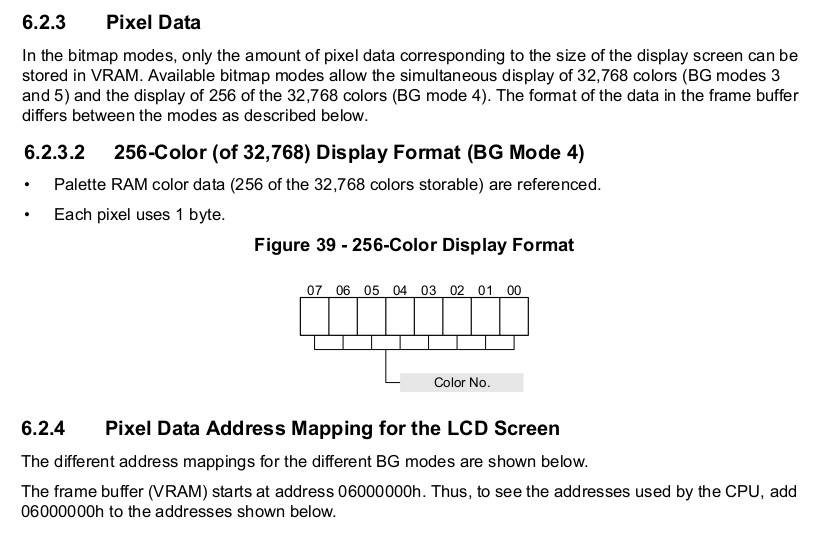 6.2.3 Pixel Data
In the bitmap modes, only the amount of pixel data corresponding to the size of the display screen can be
stored in VRAM. Available bitmap modes allow the simultaneous display of 32,768 colors (BG modes 3
and 5) and the display of 256 of the 32,768 colors (BG mode 4). The format of the data in the frame buffer
differs between the modes as described below.
6.2.3.2 256-Color (of 32,768) Display Format (BG Mode 4)
• Palette RAM color data (256 of the 32,768 colors storable) are referenced.
• Each pixel uses 1 byte.
Figure 39 - 256-Color Display Format
07 06 05 04 03 02 01 00
Color No.
6.2.4 Pixel Data Address Mapping for the LCD Screen
The different address mappings for the different BG modes are shown below.
The frame buffer (VRAM) starts at address 06000000h. Thus, to see the addresses used by the CPU, add
06000000h to the addresses shown below.